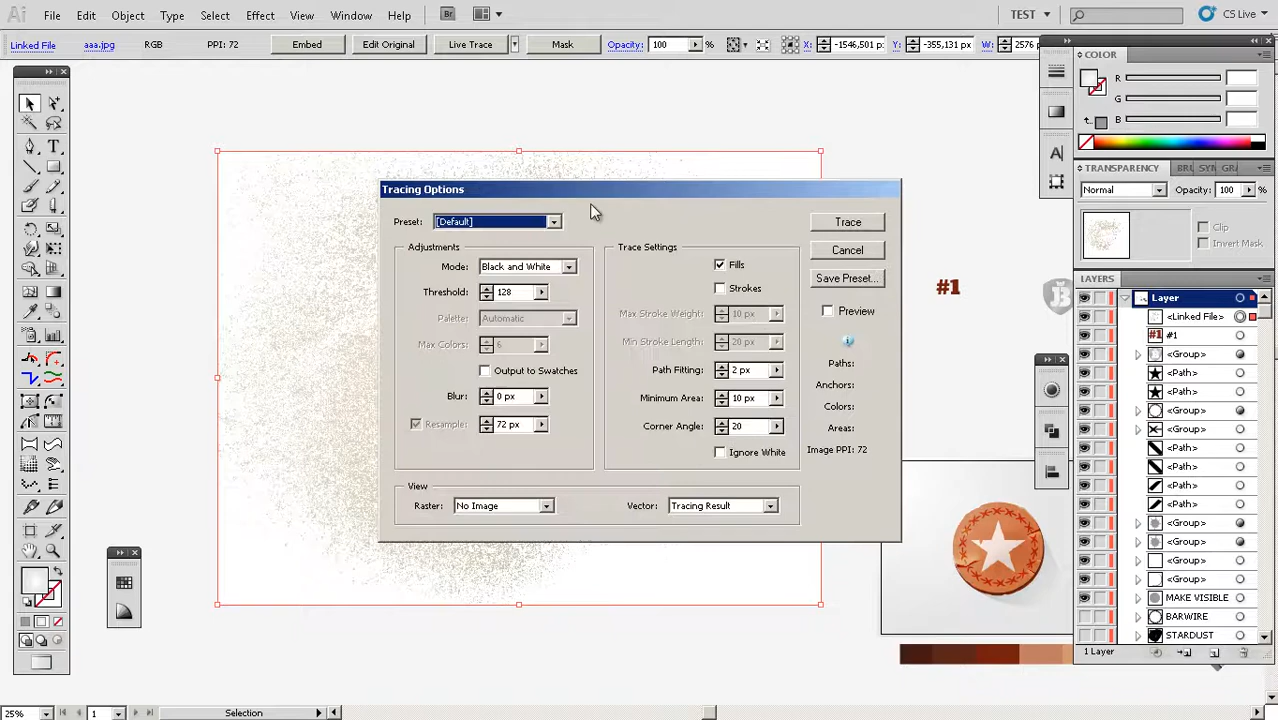 Ai File Edit Object Type Select Effect View Window Help Br TEST CS Live
Linked File aaa.jpg RGB PPI: 72 Embed Edit Original Live Trace Mask Opacity: 100 % X: -1546,501 p: Y: -355,131 px W: 2576 p
COLOR
R
G
B
TRANSPARENCY
Normal Opacity: 100 %
Clip
Invert Mask
Tracing Options
Preset: [Default] Trace
Adjustments Trace Settings Cancel
Mode: Black and White Fills
Save Preset...
Threshold: 128 Strokes
Palette: Automatic Max Stroke Weight: 10 px Preview
Max Colors: 6 Min Stroke Length: 20 px
Output to Swatches Path Fitting: 2 px Paths:
Blur: 0 px Minimum Area: 10 px Anchors:
Resample: 72 px Corner Angle: 20 Colors:
Areas:
Ignore White Image PPI: 72
View
Raster: No Image Vector: Tracing Result
#1
B
A
LAYERS
Layer
<Linked File>
#1 #1
<Group>
<Path>
<Path>
<Group>
<Group>
<Path>
<Path>
<Path>
<Path>
<Group>
<Group>
<Group>
<Group>
MAKE VISIBLE
BARWIRE
STARDUST
1 Layer
25% 1 Selection